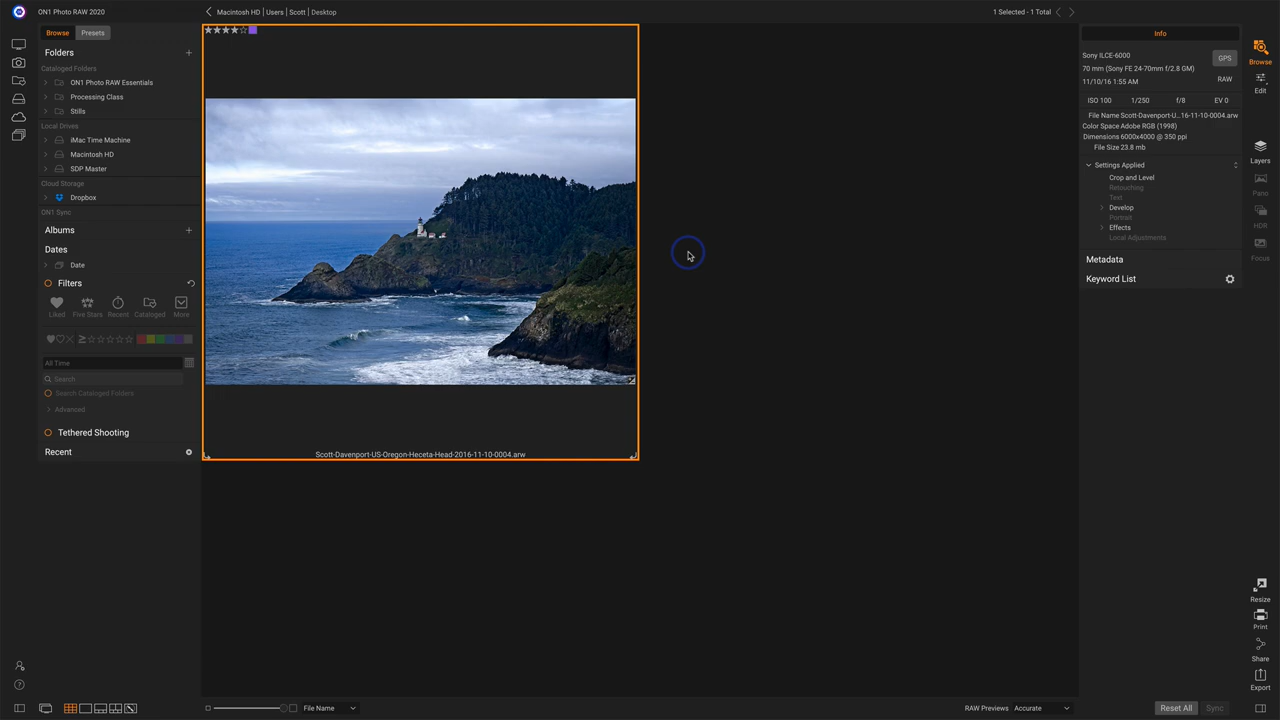 ON1 Photo RAW 2020
Macintosh HD | Users | Scott | Desktop
1 Selected - 1 Total
Browse
Presets
Folders
Cataloged Folders
ON1 Photo RAW Essentials
Processing Class
Stills
Local Drives
iMac Time Machine
Macintosh HD
SDP Master
Cloud Storage
Dropbox
ON1 Sync
Albums
Dates
Date
Filters
Liked
Five Stars
Recent
Cataloged
More
All Time
Search
Search Cataloged Folders
Advanced
Tethered Shooting
Recent
Scott-Davenport-US-Oregon-Heceta-Head-2016-11-10-0004.arw
File Name
RAW Previews Accurate
Info
Sony ILCE-6000
GPS
70 mm (Sony FE 24-70mm f/2.8 GM)
RAW
11/10/16 1:55 AM
ISO 100 1/250 f/8 EV 0
File Name Scott-Davenport-U...16-11-10-0004.arw
Color Space Adobe RGB (1998)
Dimensions 6000x4000 @ 350 ppi
File Size 23.8 mb
Settings Applied
Crop and Level
Retouching
Text
Develop
Portrait
Effects
Local Adjustments
Metadata
Keyword List
Reset All
Sync
Browse
Edit
Layers
Pano
HDR
Focus
Resize
Print
Share
Export